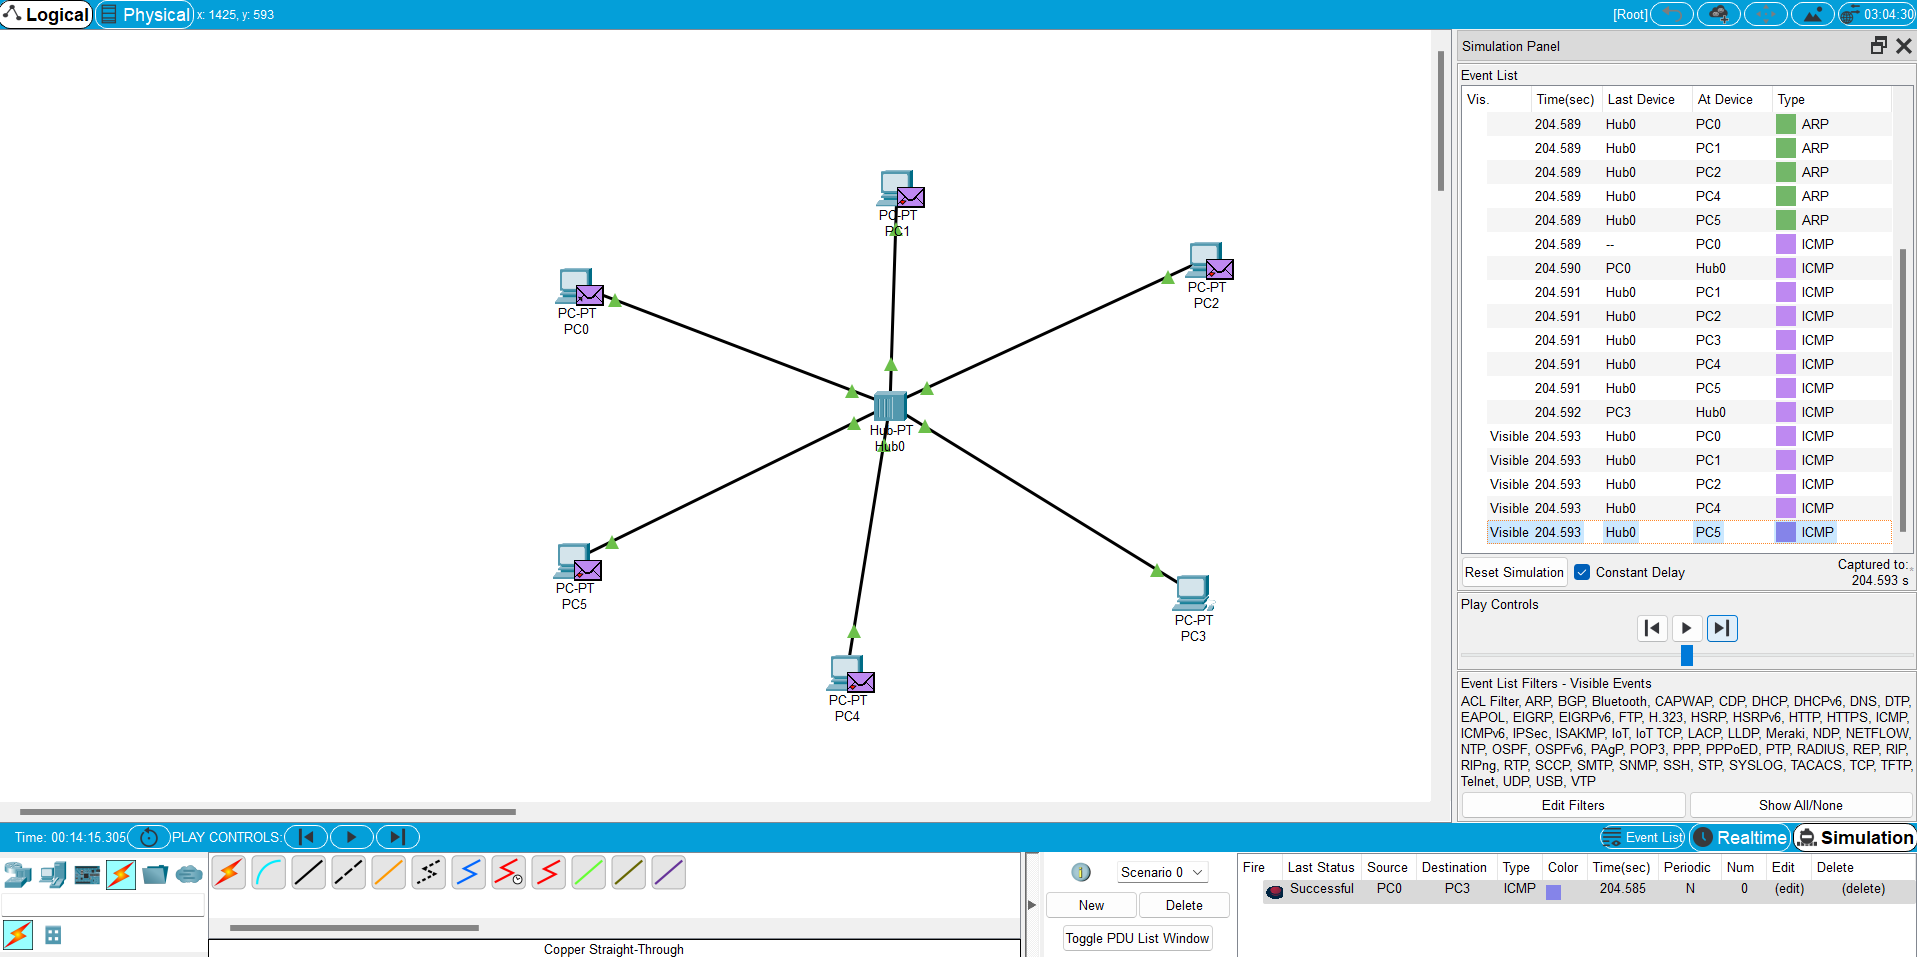 Logical Physical x: 1425, y: 593 [Root] 03:04:30
PC-PT
PC1
PC-PT
PC2
PC-PT
PC0
Hub-PT
Hub0
PC-PT
PC5
PC-PT
PC3
PC-PT
PC4
Simulation Panel
Event List
Vis. Time(sec) Last Device At Device Type
204.589 Hub0 PC0 ARP
204.589 Hub0 PC1 ARP
204.589 Hub0 PC2 ARP
204.589 Hub0 PC4 ARP
204.589 Hub0 PC5 ARP
204.589 -- PC0 ICMP
204.590 PC0 Hub0 ICMP
204.591 Hub0 PC1 ICMP
204.591 Hub0 PC2 ICMP
204.591 Hub0 PC3 ICMP
204.591 Hub0 PC4 ICMP
204.591 Hub0 PC5 ICMP
204.592 PC3 Hub0 ICMP
Visible 204.593 Hub0 PC0 ICMP
Visible 204.593 Hub0 PC1 ICMP
Visible 204.593 Hub0 PC2 ICMP
Visible 204.593 Hub0 PC4 ICMP
Visible 204.593 Hub0 PC5 ICMP
Reset Simulation Constant Delay
Captured to:
204.593 s
Play Controls
Event List Filters - Visible Events
ACL Filter, ARP, BGP, Bluetooth, CAPWAP, CDP, DHCP, DHCPv6, DNS, DTP,
EAPOL, EIGRP, EIGRPv6, FTP, H.323, HSRP, HSRPv6, HTTP, HTTPS, ICMP,
ICMPv6, IPSec, ISAKMP, IoT, IoT TCP, LACP, LLDP, Meraki, NDP, NETFLOW,
NTP, OSPF, OSPFv6, PAgP, POP3, PPP, PPPoED, PTP, RADIUS, REP, RIP,
RIPng, RTP, SCCP, SMTP, SNMP, SSH, STP, SYSLOG, TACACS, TCP, TFTP,
Telnet, UDP, USB, VTP
Edit Filters Show All/None
Time: 00:14:15.305 PLAY CONTROLS: Event List Realtime Simulation
Copper Straight-Through
1 Scenario 0
New Delete
Toggle PDU List Window
Fire Last Status Source Destination Type Color Time(sec) Periodic Num Edit Delete
Successful PC0 PC3 ICMP 204.585 N 0 (edit) (delete)